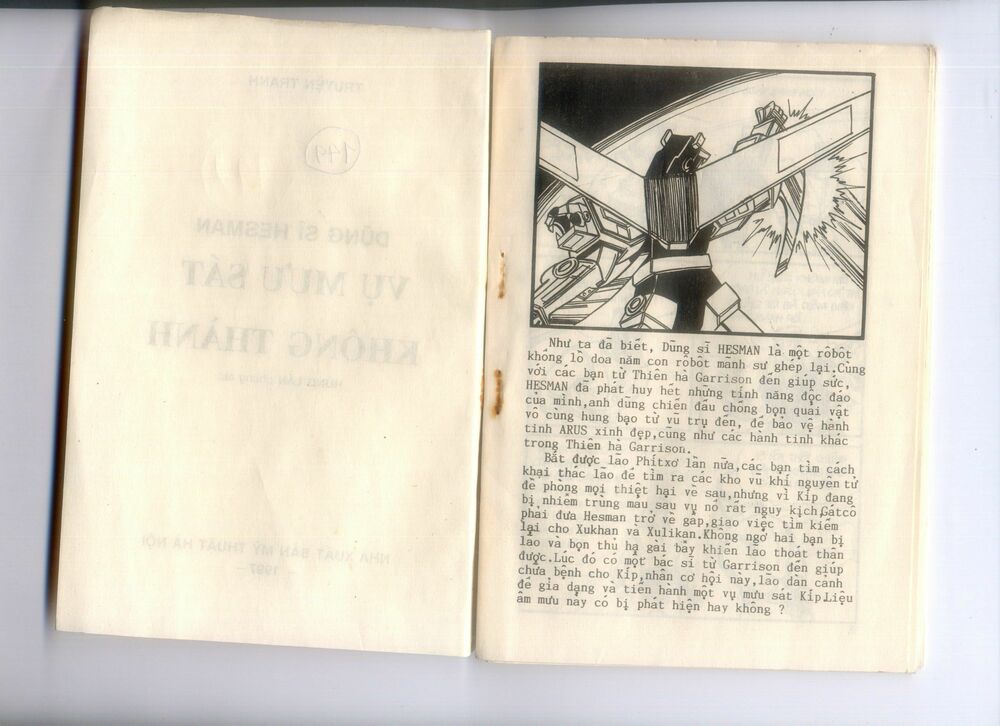 TRUYỆN TRANH
149
DŨNG SĨ HESMAN
VỤ MƯU SÁT
KHÔNG THÀNH
HÙNG LÂN phóng tác
NHÀ XUẤT BẢN MỸ THUẬT HÀ NỘI
- 1997 -
Như ta đã biết, Dũng sĩ HESMAN là một rôbôt
khổng lồ do năm con rôbôt mãnh sư ghép lại.Cùng
với các bạn từ Thiên hà Garrison đến giúp sức,
HESMAN đã phát huy hết những tính năng độc đáo
của mình,anh dũng chiến đấu chống bọn quái vật
vô cùng hung bạo từ vũ trụ đến, để bảo vệ hành
tinh ARUS xinh đẹp,cũng như các hành tinh khác
trong Thiên hà Garrison.
Bắt được lão Phítxơ lần nữa,các bạn tìm cách
khai thác lão để tìm ra các kho vũ khí nguyên tử
đề phòng mọi thiệt hại về sau,nhưng vì Kíp đang
bị nhiễm trùng máu sau vụ nổ rất nguy kịch,Gátcô
phải đưa Hesman trở về gấp,giao việc tìm kiếm
lại cho Xukhan và Xulikan.Không ngờ hai bạn bị
lão và bọn thủ hạ gài bẫy khiến lão thoát thân
được.Lúc đó có một bác sĩ từ Garrison đến giúp
chữa bệnh cho Kíp,nhân cơ hội này,lão dàn cảnh
để giả dạng và tiến hành một vụ mưu sát Kíp.Liệu
âm mưu này có bị phát hiện hay không ?